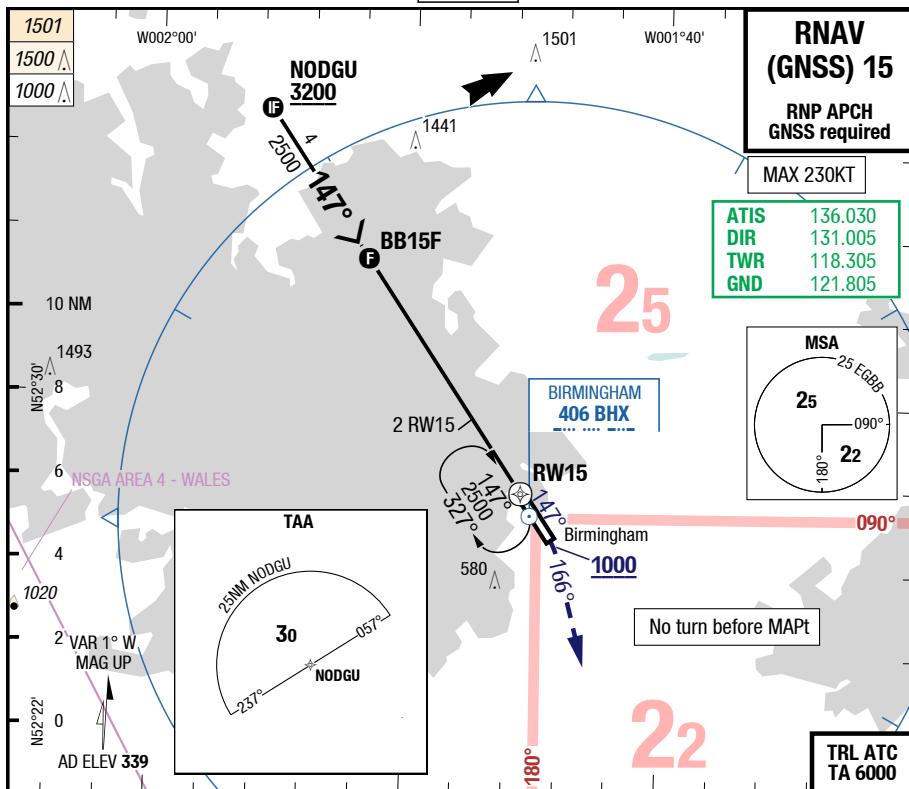 1501
1500
1000
W002°00'
1501
W001°40'
RNAV
(GNSS) 15
RNP APCH
GNSS required
NODGU
3200
IF
4
2500
147°
1441
MAX 230KT
ATIS 136.030
DIR 131.005
TWR 118.305
GND 121.805
BB15F
F
25
10 NM
1493
N52°30'
8
MSA
25 EGBB
25
090°
180°
22
BIRMINGHAM
406 BHX
2 RW15
6
RW15
NSGA AREA 4 - WALES
147°
2500
327°
147°
Birmingham
090°
TAA
25NM NODGU
30
057°
237°
NODGU
4
580
1000
166°
1020
2
VAR 1° W
MAG UP
No turn before MAPt
N52°22'
0
22
180°
AD ELEV 339
TRL ATC
TA 6000